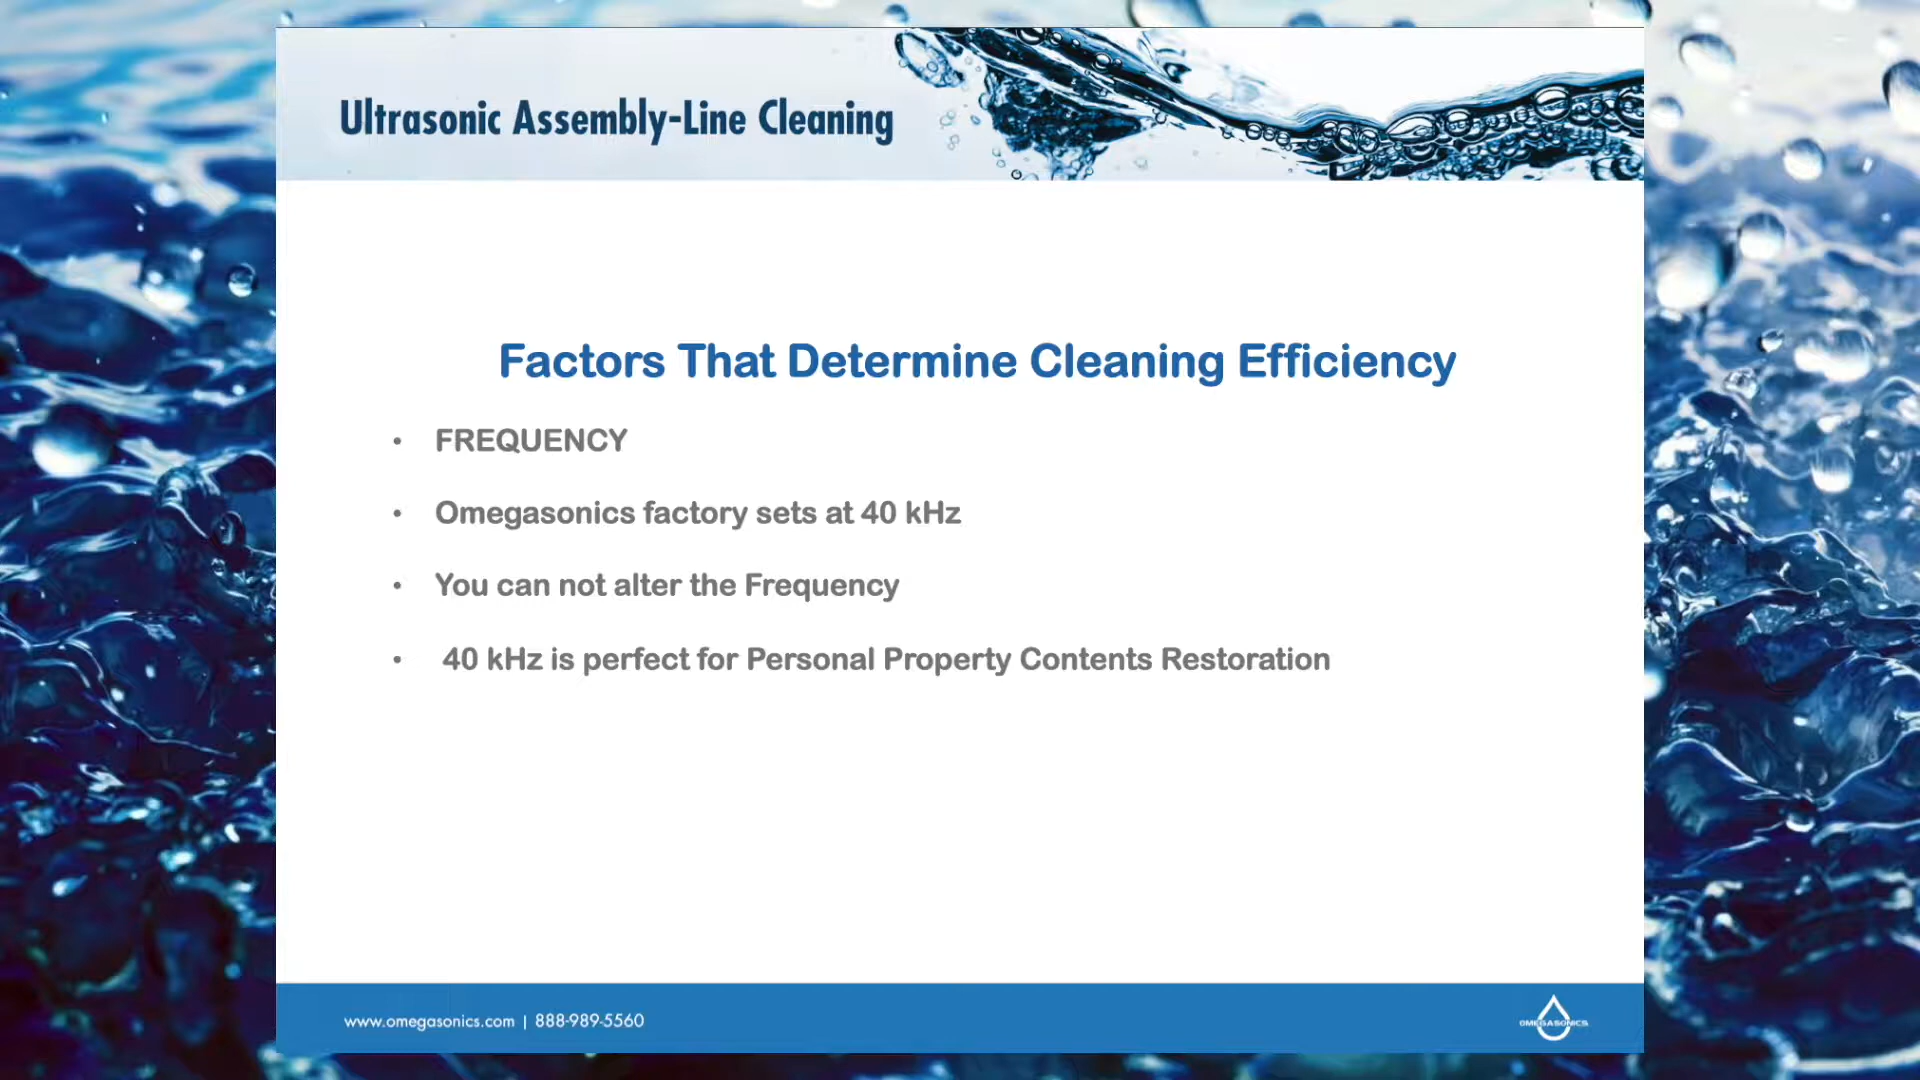 Ultrasonic Assembly-Line Cleaning
Factors That Determine Cleaning Efficiency
• FREQUENCY
• Omegasonics factory sets at 40 kHz
• You can not alter the Frequency
• 40 kHz is perfect for Personal Property Contents Restoration
www.omegasonics.com | 888-989-5560
OMEGASONICS